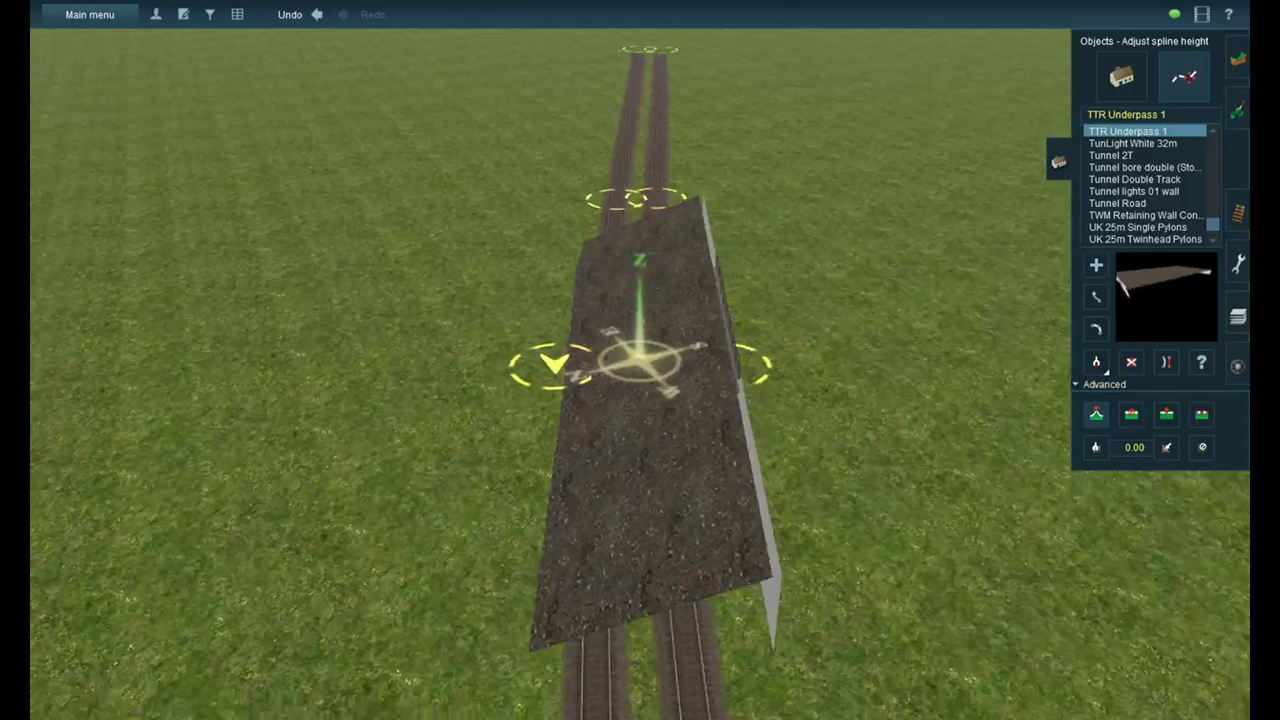 Main menu
Undo
Redo
?
Objects - Adjust spline height
TTR Underpass 1
TTR Underpass 1
TunLight White 32m
Tunnel 2T
Tunnel bore double (Sto...
Tunnel Double Track
Tunnel lights 01 wall
Tunnel Road
TWM Retaining Wall Con...
UK 25m Single Pylons
UK 25m Twinhead Pylons
?
Advanced
0.00
Z